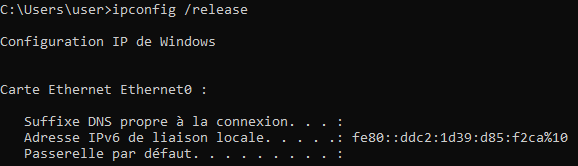 C:\Users\user>ipconfig /release
Configuration IP de Windows
Carte Ethernet Ethernet0 :
Suffixe DNS propre à la connexion. . . :
Adresse IPv6 de liaison locale. . . . .: fe80::ddc2:1d39:d85:f2ca%10
Passerelle par défaut. . . . . . . . . :